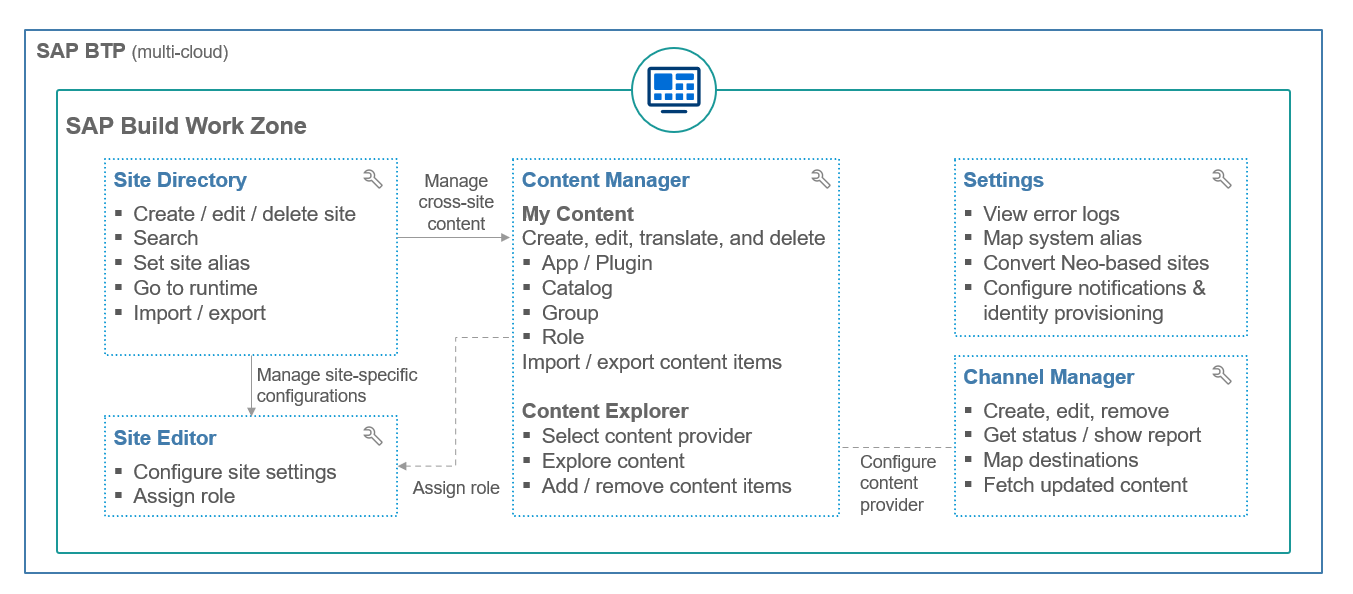 SAP BTP (multi-cloud)
SAP Build Work Zone
Site Directory
▪ Create / edit / delete site
▪ Search
▪ Set site alias
▪ Go to runtime
▪ Import / export
Manage
cross-site
content
Manage site-specific
configurations
Site Editor
▪ Configure site settings
▪ Assign role
Assign role
Content Manager
My Content
Create, edit, translate, and delete
▪ App / Plugin
▪ Catalog
▪ Group
▪ Role
Import / export content items
Content Explorer
▪ Select content provider
▪ Explore content
▪ Add / remove content items
Configure
content
provider
Settings
▪ View error logs
▪ Map system alias
▪ Convert Neo-based sites
▪ Configure notifications &
identity provisioning
Channel Manager
▪ Create, edit, remove
▪ Get status / show report
▪ Map destinations
▪ Fetch updated content